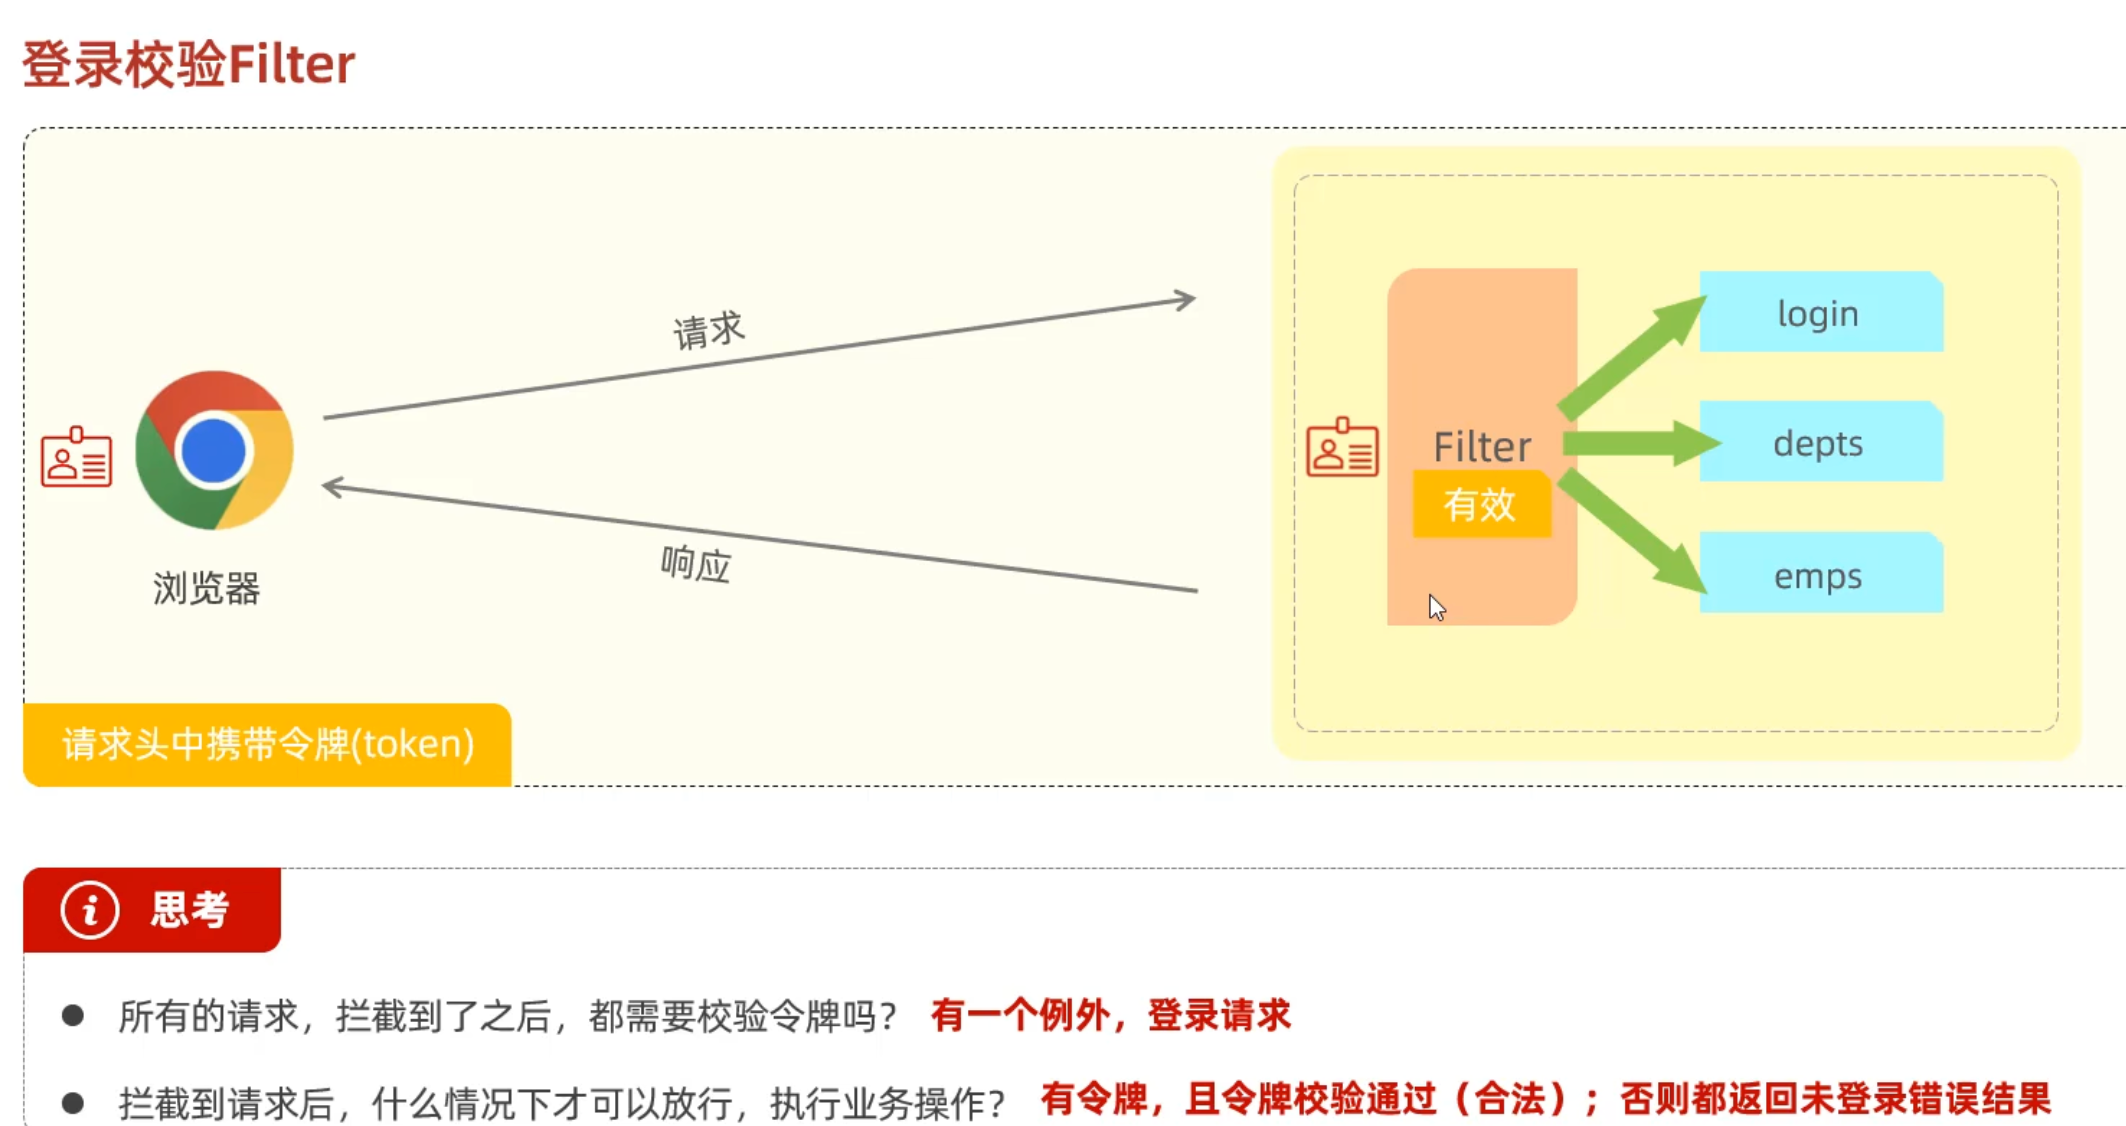 登录校验Filter
请求
login
depts
Filter
有效
响应
emps
浏览器
请求头中携带令牌(token)
思考
所有的请求，拦截到了之后，都需要校验令牌吗？ 有一个例外，登录请求
拦截到请求后，什么情况下才可以放行，执行业务操作？ 有令牌，且令牌校验通过（合法）；否则都返回未登录错误结果